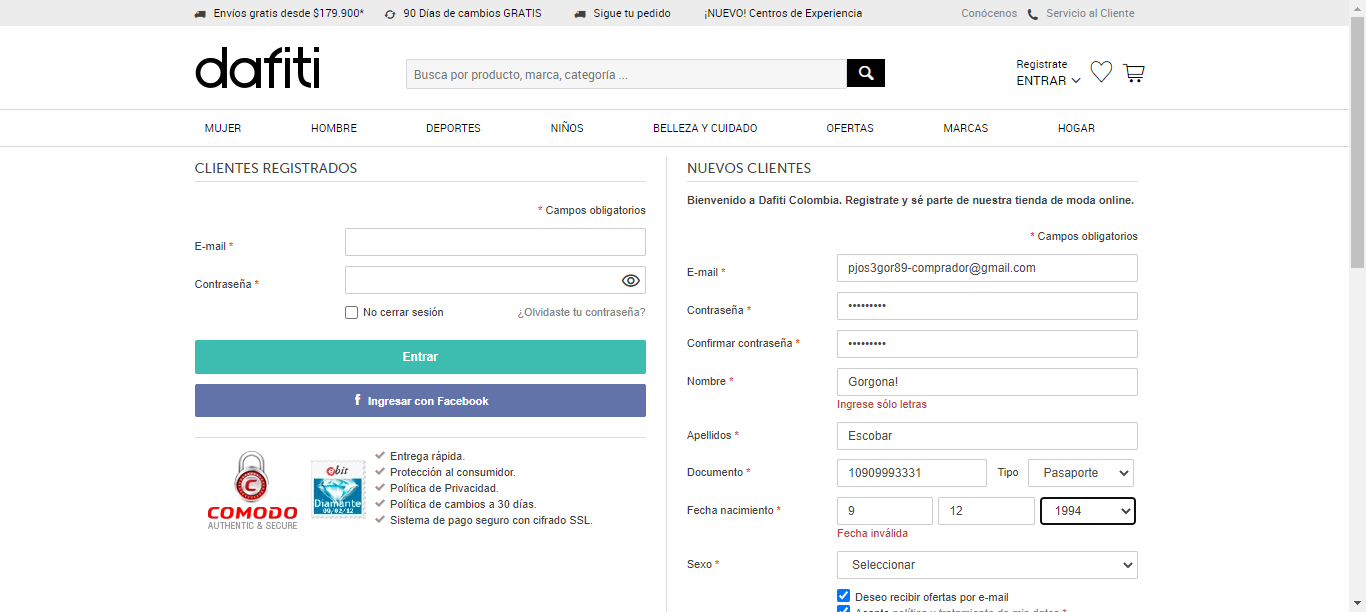 Envíos gratis desde $179.900* 90 Días de cambios GRATIS Sigue tu pedido ¡NUEVO! Centros de Experiencia Conócenos Servicio al Cliente
dafiti
Busca por producto, marca, categoría ...
Registrate
ENTRAR
MUJER HOMBRE DEPORTES NIÑOS BELLEZA Y CUIDADO OFERTAS MARCAS HOGAR
CLIENTES REGISTRADOS
* Campos obligatorios
E-mail *
Contraseña *
No cerrar sesión ¿Olvidaste tu contraseña?
Entrar
f Ingresar con Facebook
COMODO
AUTHENTIC & SECURE
ebit
Diamante
09/02/12
Entrega rápida.
Protección al consumidor.
Política de Privacidad.
Política de cambios a 30 días.
Sistema de pago seguro con cifrado SSL.
NUEVOS CLIENTES
Bienvenido a Dafiti Colombia. Registrate y sé parte de nuestra tienda de moda online.
* Campos obligatorios
E-mail * pjos3gor89-comprador@gmail.com
Contraseña * •••••••••
Confirmar contraseña * •••••••••
Nombre * Gorgona!
Ingrese sólo letras
Apellidos * Escobar
Documento * 10909993331 Tipo Pasaporte
Fecha nacimiento * 9 12 1994
Fecha inválida
Sexo * Seleccionar
Deseo recibir ofertas por e-mail
Acepto política y tratamiento de mis datos *